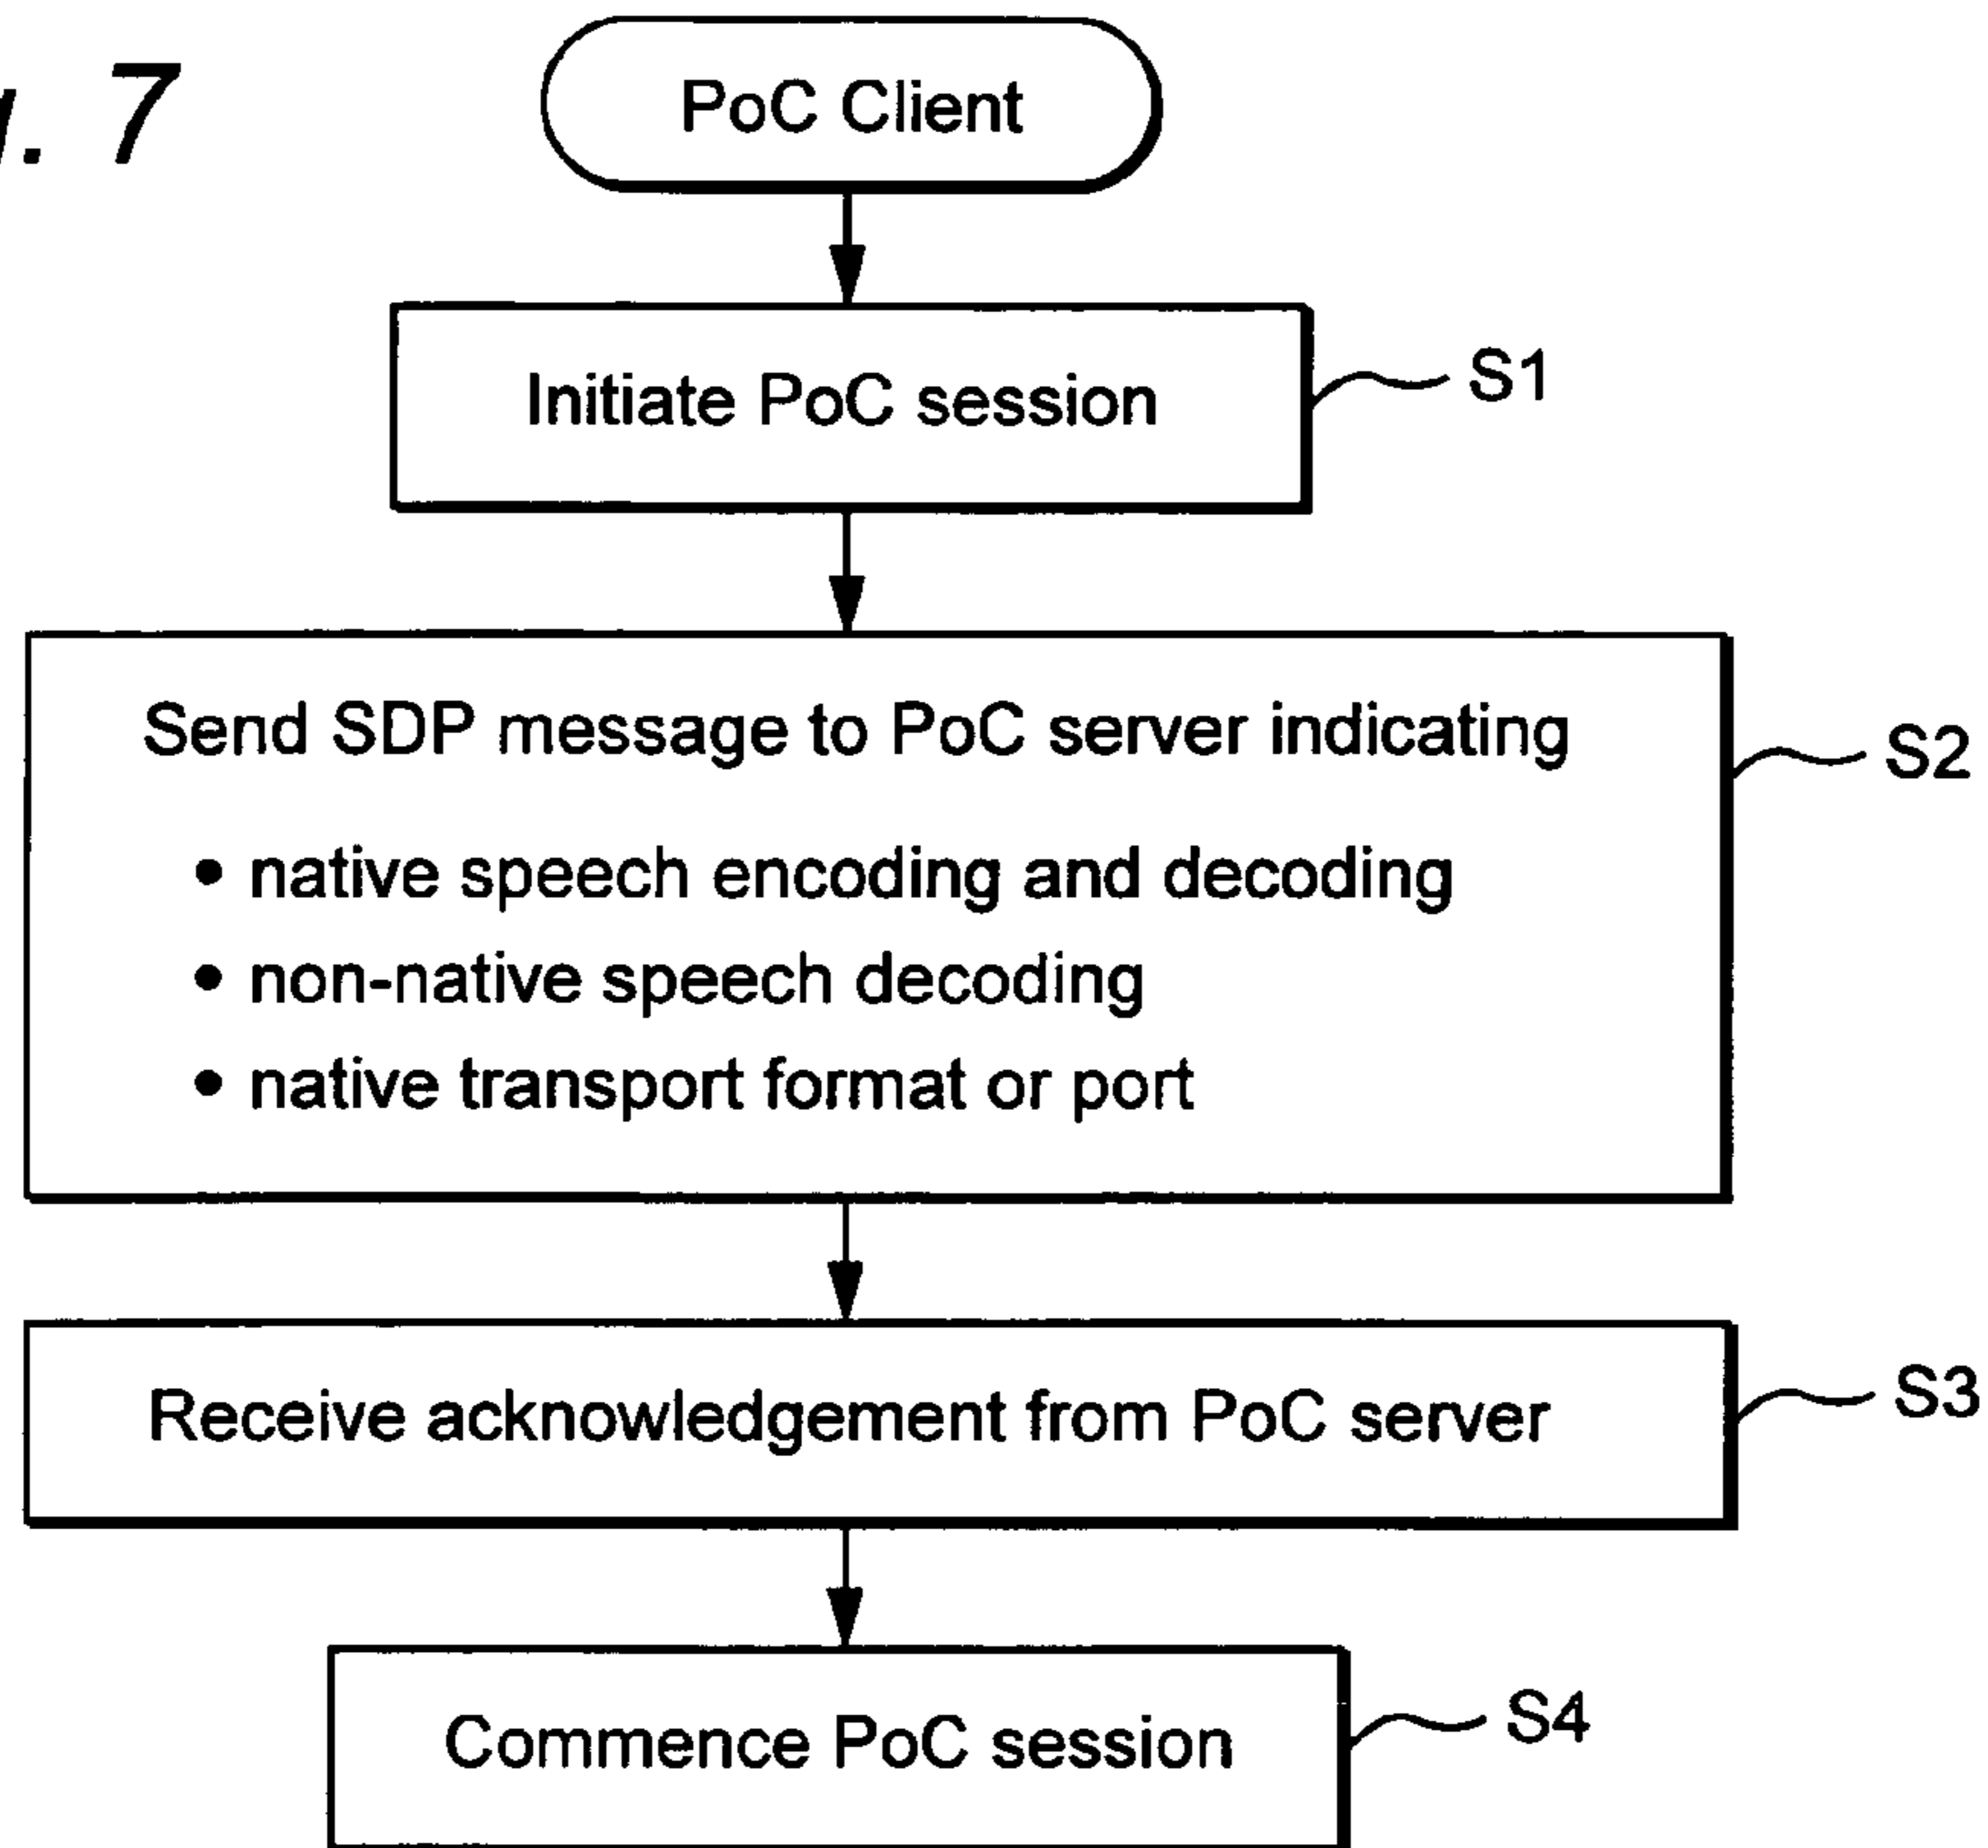 . 7
PoC Client
Initiate PoC session
S1
Send SDP message to PoC server indicating
S2
• native speech encoding and decoding
• non-native speech decoding
• native transport format or port
Receive acknowledgement from PoC server
S3
Commence PoC session
S4